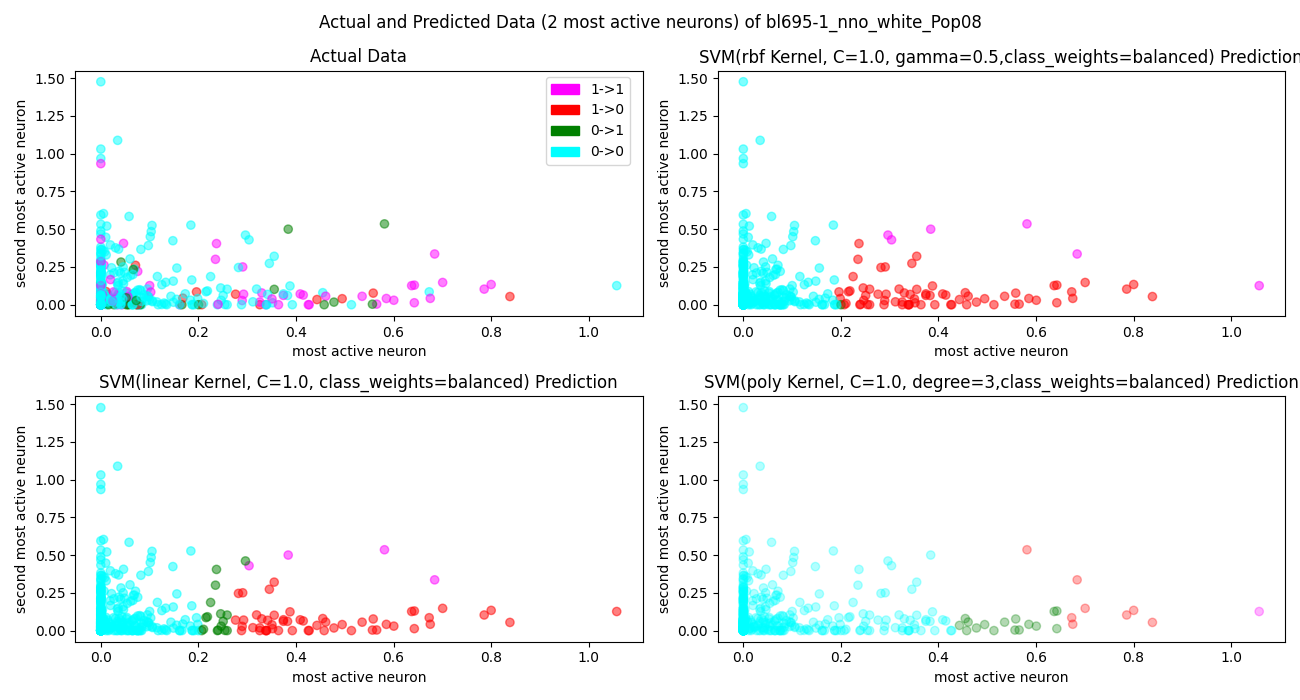 Actual and Predicted Data (2 most active neurons) of bl695-1_nno_white_Pop08
Actual Data
1.50
1.25
1.00
0.75
0.50
0.25
0.00
second most active neuron
1->1
1->0
0->1
0->0
0.0 0.2 0.4 0.6 0.8 1.0
most active neuron
SVM(rbf Kernel, C=1.0, gamma=0.5,class_weights=balanced) Prediction
1.50
1.25
1.00
0.75
0.50
0.25
0.00
second most active neuron
0.0 0.2 0.4 0.6 0.8 1.0
most active neuron
SVM(linear Kernel, C=1.0, class_weights=balanced) Prediction
1.50
1.25
1.00
0.75
0.50
0.25
0.00
second most active neuron
0.0 0.2 0.4 0.6 0.8 1.0
most active neuron
SVM(poly Kernel, C=1.0, degree=3,class_weights=balanced) Prediction
1.50
1.25
1.00
0.75
0.50
0.25
0.00
second most active neuron
0.0 0.2 0.4 0.6 0.8 1.0
most active neuron